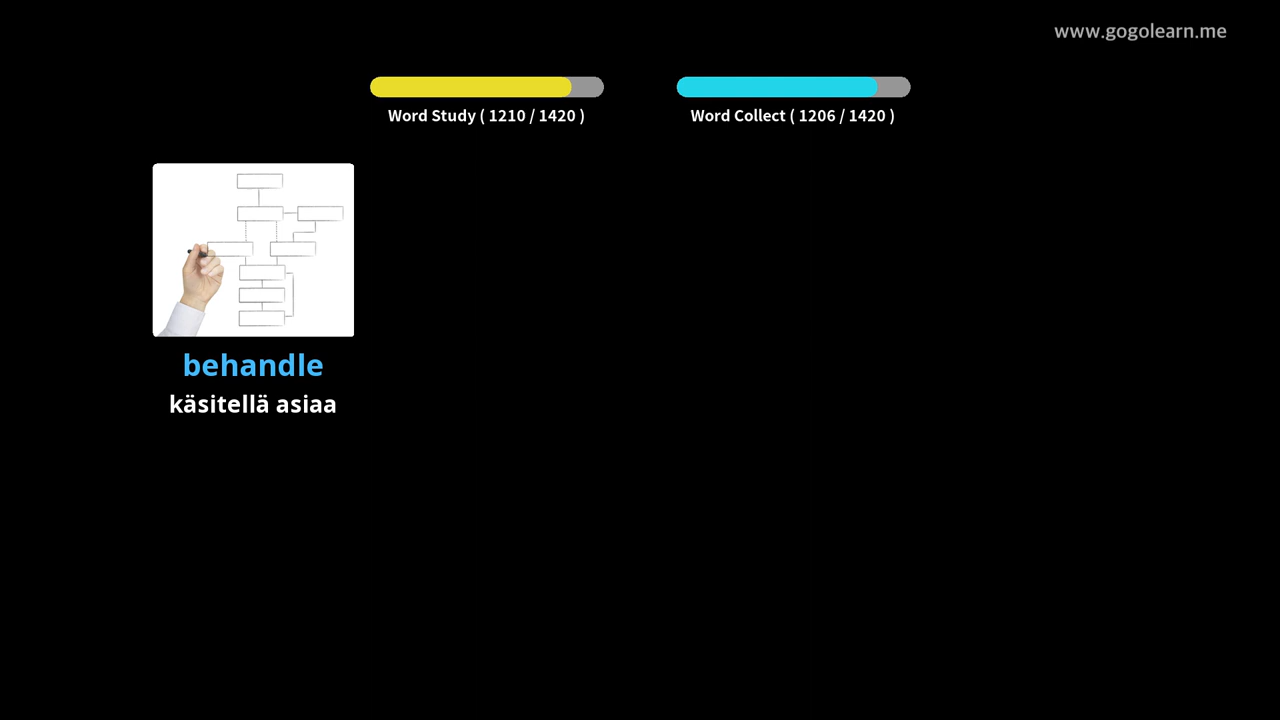 www.gogolearn.me
Word Study ( 1210 / 1420 )
Word Collect ( 1206 / 1420 )
behandle
käsitellä asiaa